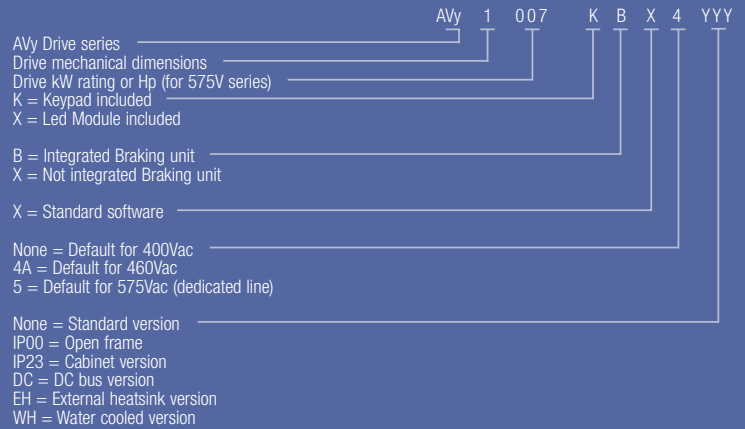 AVy 1 007 K B X 4 YYY
AVy Drive series
Drive mechanical dimensions
Drive kW rating or Hp (for 575V series)
K = Keypad included
X = Led Module included
B = Integrated Braking unit
X = Not integrated Braking unit
X = Standard software
None = Default for 400Vac
4A = Default for 460Vac
5 = Default for 575Vac (dedicated line)
None = Standard version
IP00 = Open frame
IP23 = Cabinet version
DC = DC bus version
EH = External heatsink version
WH = Water cooled version